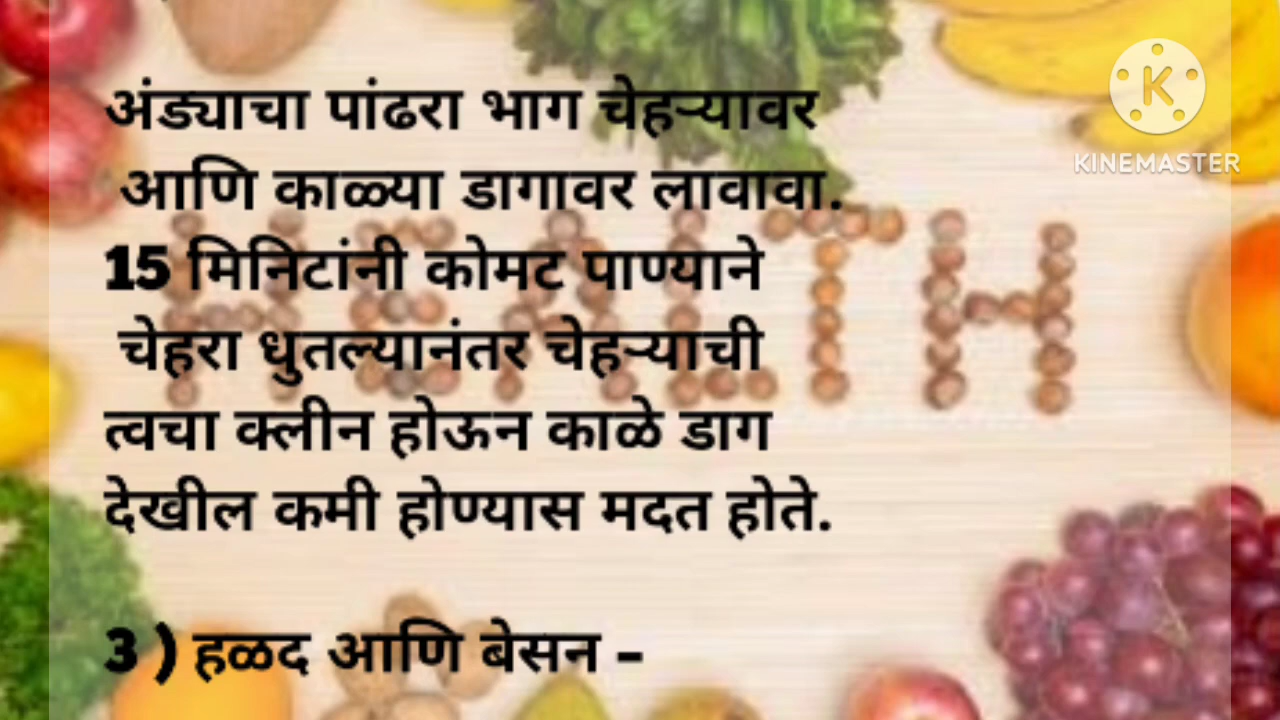 अंड्याचा पांढरा भाग चेहऱ्यावर
आणि काळ्या डागावर लावावा.
15 मिनिटांनी कोमट पाण्याने
चेहरा धुतल्यानंतर चेहऱ्याची
त्वचा क्लीन होऊन काळे डाग
देखील कमी होण्यास मदत होते.
3 ) हळद आणि बेसन –
HEALTH
K
KINEMASTER